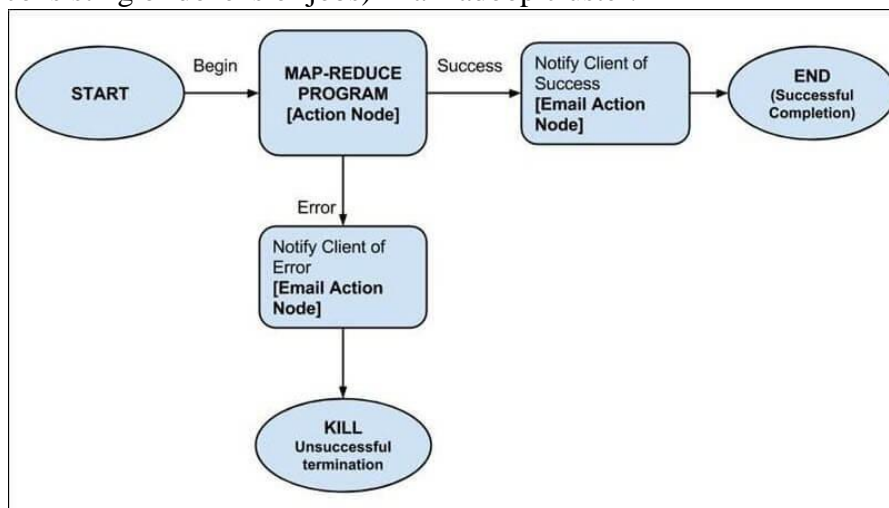 START
Begin
MAP-REDUCE
PROGRAM
[Action Node]
Success
Notify Client of
Success
[Email Action
Node]
END
(Successful
Completion)
Error
Notify Client of
Error
[Email Action
Node]
KILL
Unsuccessful
termination